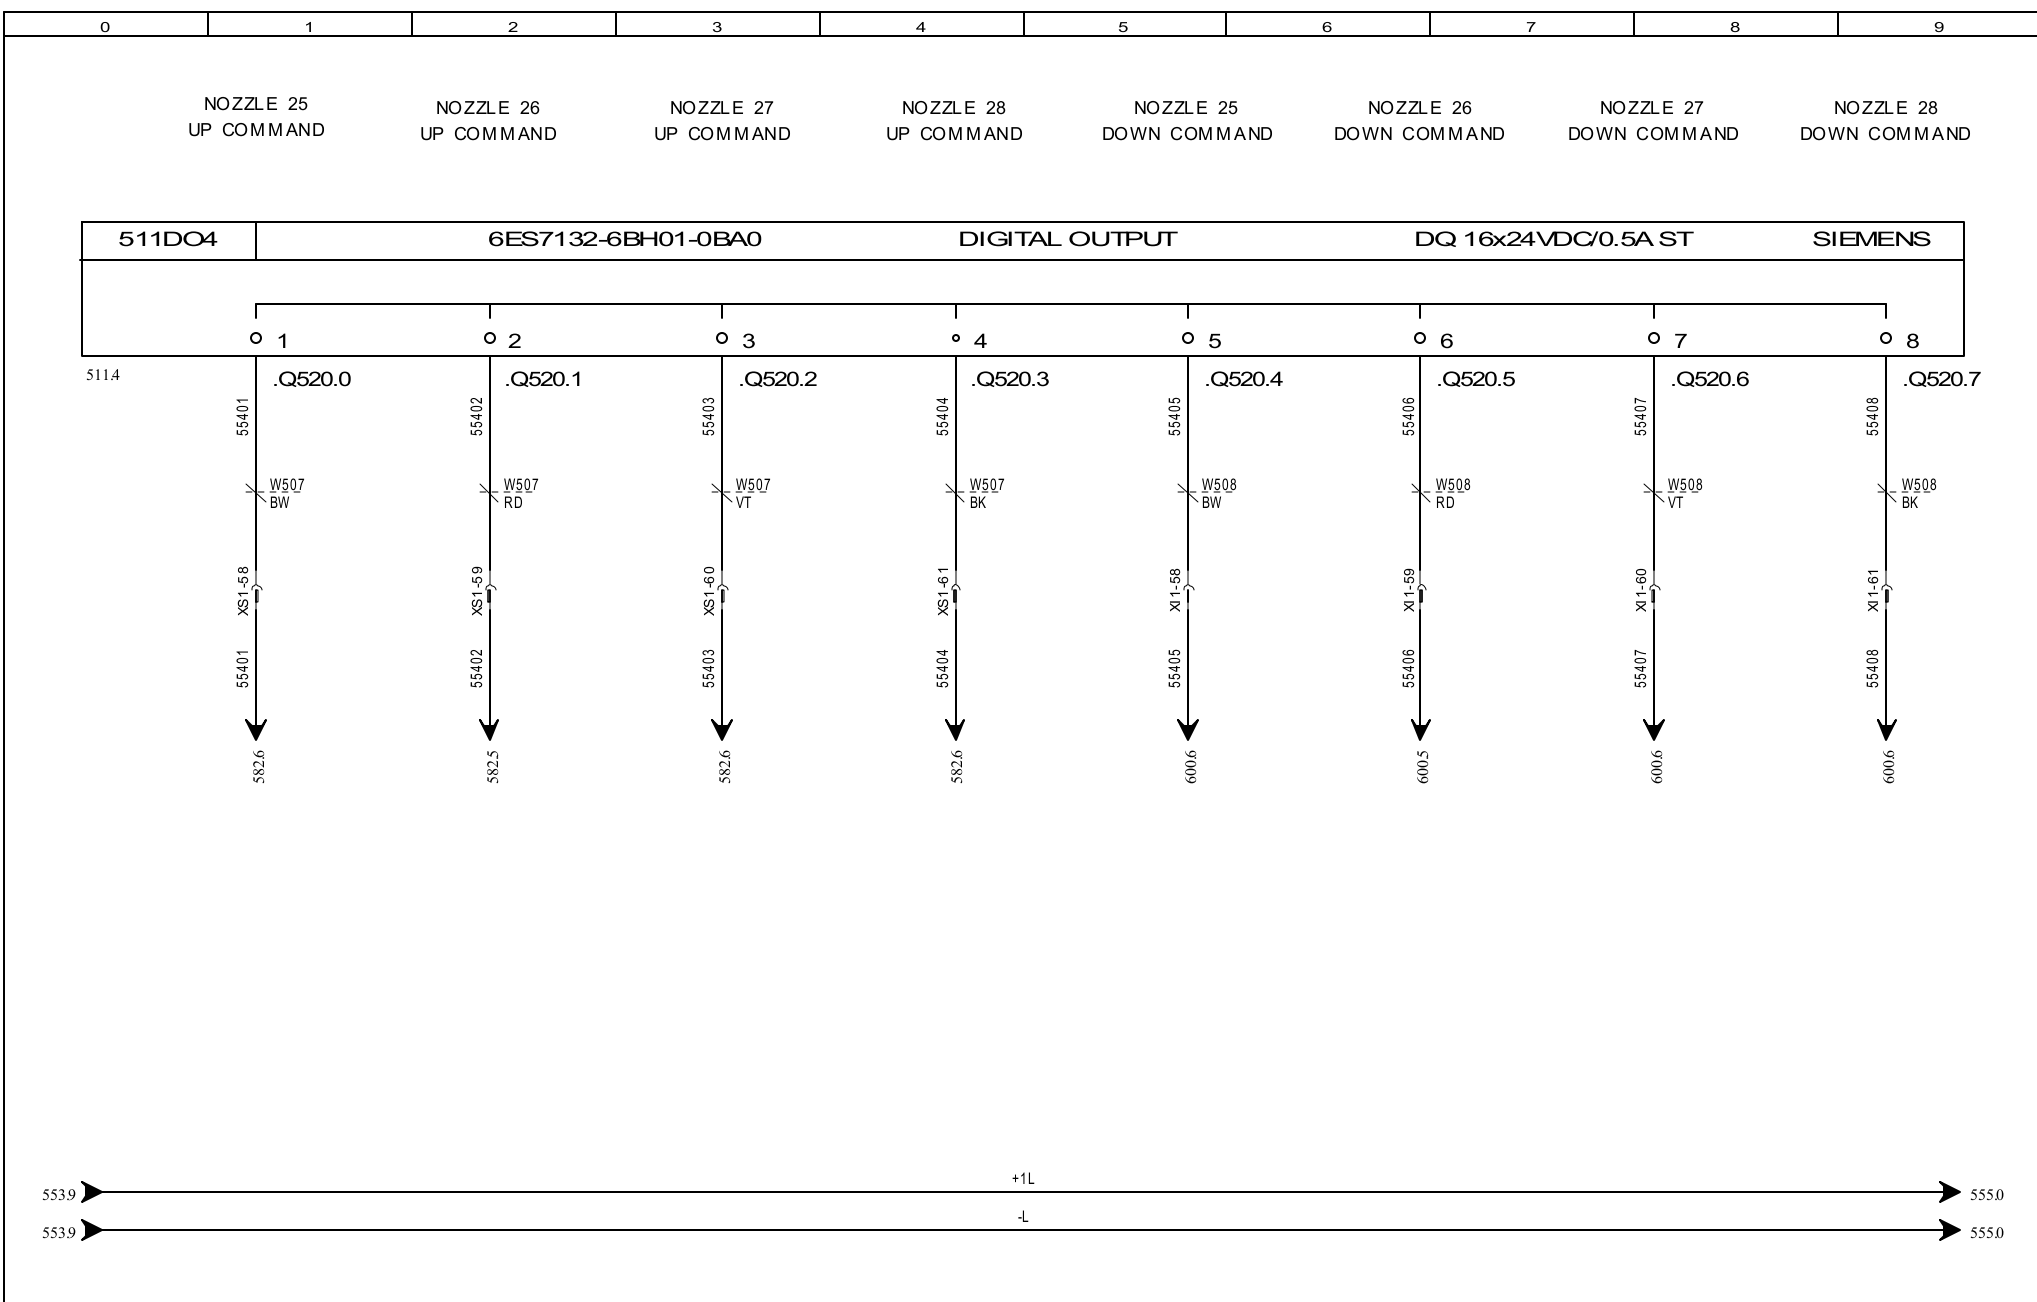 0 1 2 3 4 5 6 7 8 9
NOZZLE 25 NOZZLE 26 NOZZLE 27 NOZZLE 28 NOZZLE 25 NOZZLE 26 NOZZLE 27 NOZZLE 28
UP COMMAND UP COMMAND UP COMMAND UP COMMAND DOWN COMMAND DOWN COMMAND DOWN COMMAND DOWN COMMAND
511DO4 6ES7132-6BH01-0BA0 DIGITAL OUTPUT DQ 16x24VDC/0.5A ST SIEMENS
1 2 3 4 5 6 7 8
511.4 .Q520.0 .Q520.1 .Q520.2 .Q520.3 .Q520.4 .Q520.5 .Q520.6 .Q520.7
55401 55402 55403 55404 55405 55406 55407 55408
W507 W507 W507 W507 W508 W508 W508 W508
BW RD VT BK BW RD VT BK
XS1-58 XS1-59 XS1-60 XS1-61 XI1-58 XI1-59 XI1-60 XI1-61
55401 55402 55403 55404 55405 55406 55407 55408
582.6 582.5 582.6 582.6 600.6 600.5 600.6 600.6
+1L
553.9 555.0
-L
553.9 555.0